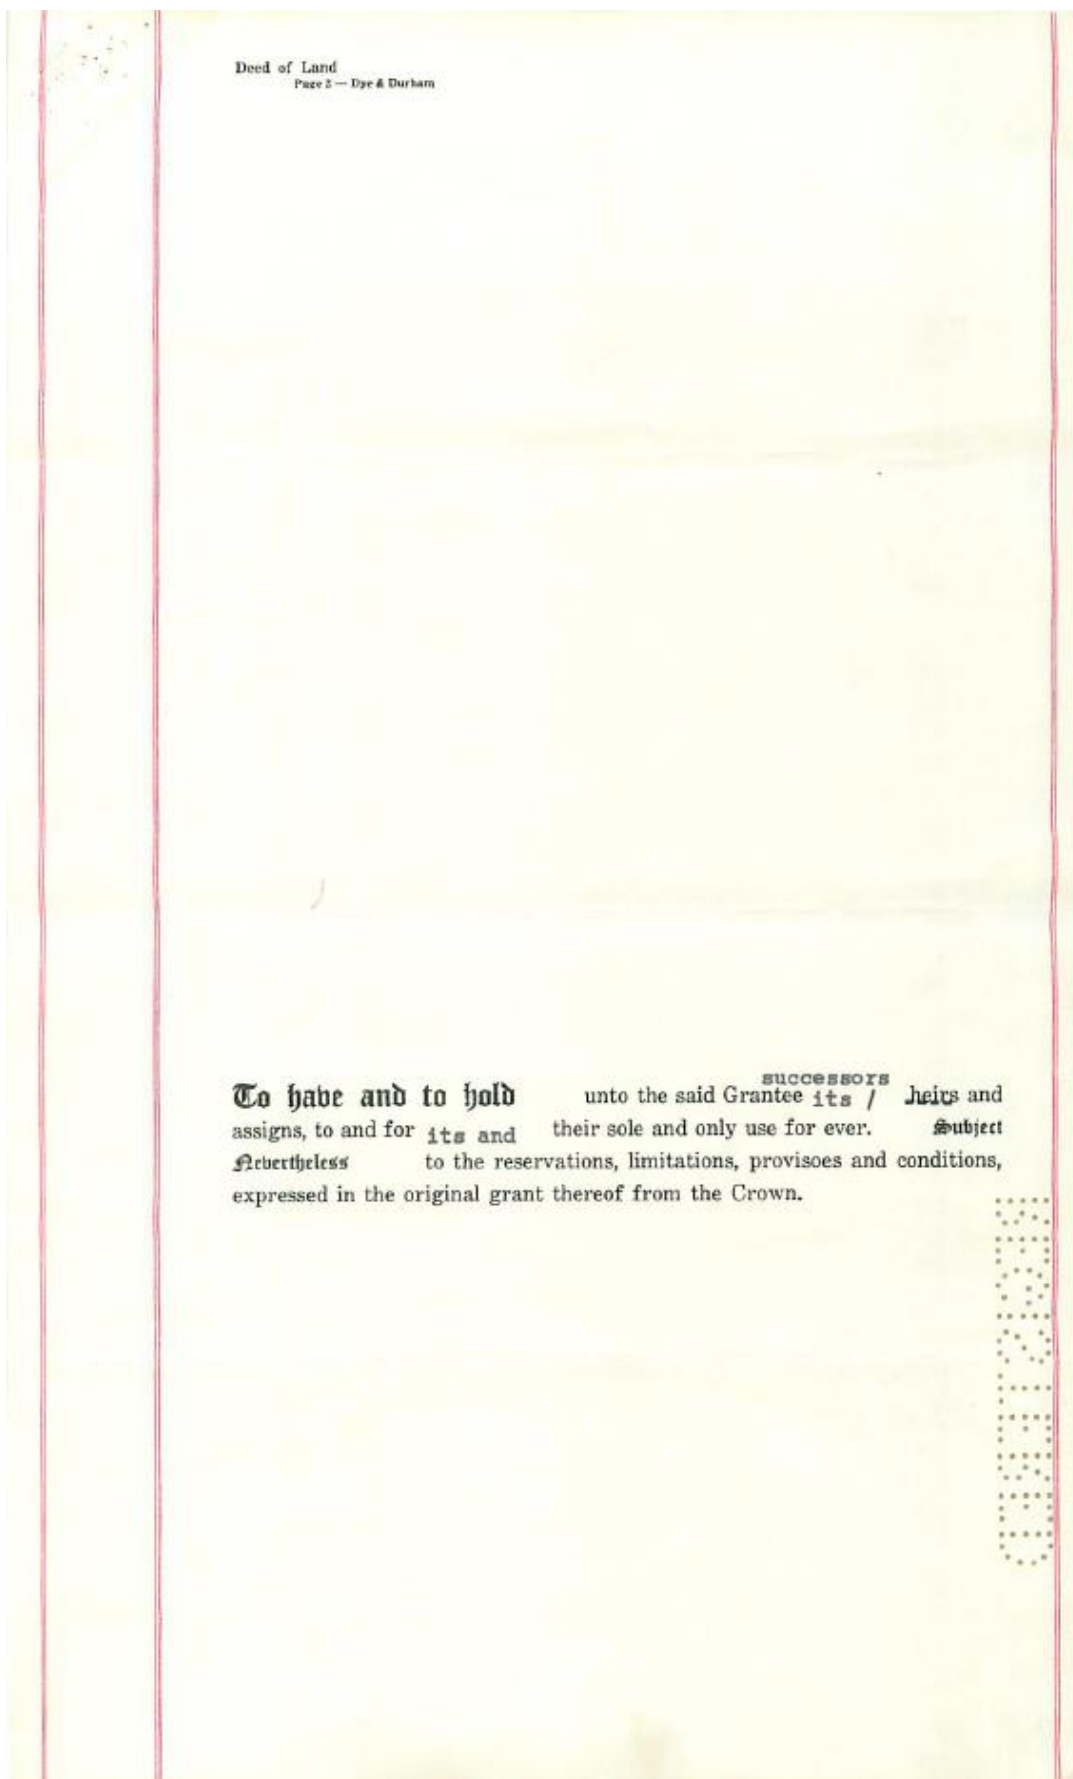 Deed of Land
Page 2 — Dye & Durham
successors
To have and to hold unto the said Grantee its / heirs and
assigns, to and for its and their sole and only use for ever. Subject
Nevertheless to the reservations, limitations, provisoes and conditions,
expressed in the original grant thereof from the Crown.
REGISTERED